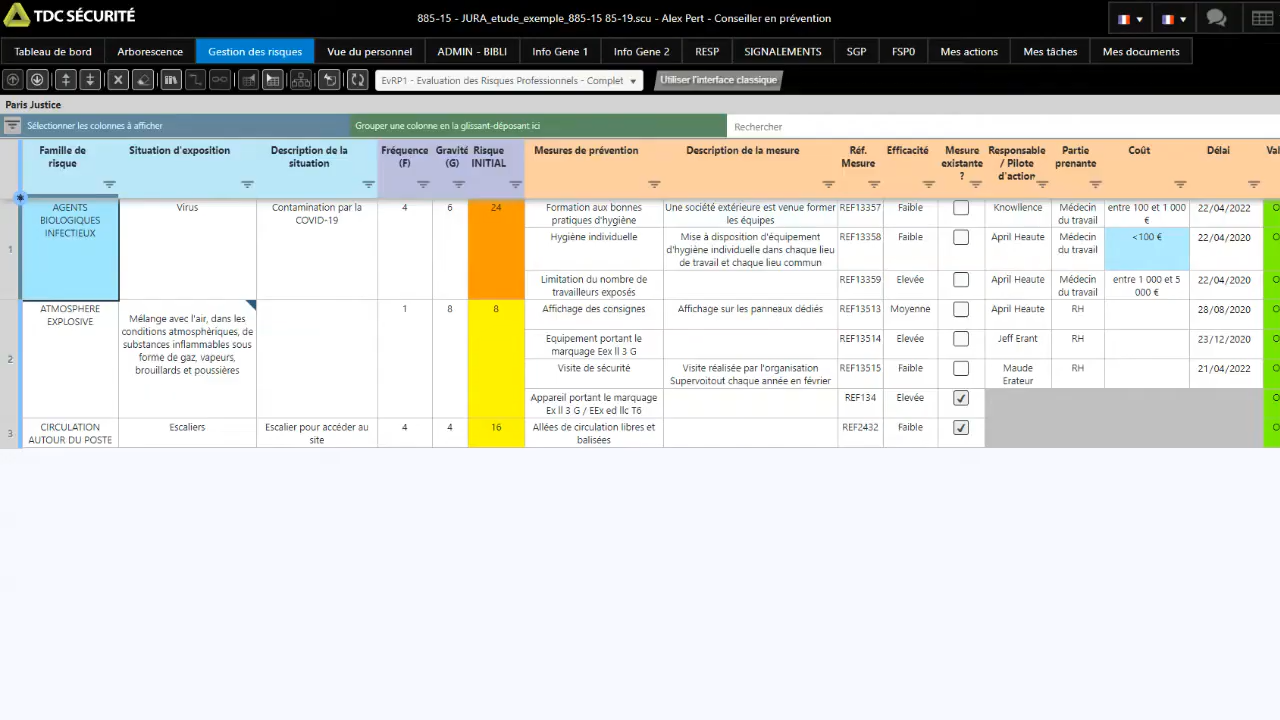 TDC SÉCURITÉ
885-15 - JURA_etude_exemple_885-15 85-19.scu - Alex Pert - Conseiller en prévention
Tableau de bord Arborescence Gestion des risques Vue du personnel ADMIN - BIBLI Info Gene 1 Info Gene 2 RESP SIGNALEMENTS SGP FSP0 Mes actions Mes tâches Mes documents
EvRP1 - Evaluation des Risques Professionnels - Complet Utiliser l'interface classique
Paris Justice
Sélectionner les colonnes à afficher Grouper une colonne en la glissant-déposant ici Rechercher
Famille de risque
Situation d'exposition
Description de la situation
Fréquence (F)
Gravité (G)
Risque INITIAL
Mesures de prévention
Description de la mesure
Réf. Mesure
Efficacité
Mesure existante ?
Responsable / Pilote d'action
Partie prenante
Coût
Délai
1
AGENTS
BIOLOGIQUES
INFECTIEUX
Virus
Contamination par la
COVID-19
4 6 24
Formation aux bonnes
pratiques d'hygiène
Une société extérieure est venue former
les équipes
REF13357 Faible Knowllence
Médecin
du travail
entre 100 et 1 000
€
22/04/2022
Hygiène individuelle
Mise à disposition d'équipement
d'hygiène individuelle dans chaque lieu
de travail et chaque lieu commun
REF13358 Faible April Heaute
Médecin
du travail
<100 €
22/04/2020
Limitation du nombre de
travailleurs exposés
REF13359 Elevée April Heaute
Médecin
du travail
entre 1 000 et 5
000 €
22/04/2020
2
ATMOSPHERE
EXPLOSIVE
Mélange avec l'air, dans les
conditions atmosphériques, de
substances inflammables sous
forme de gaz, vapeurs,
brouillards et poussières
1 8 8
Affichage des consignes
Affichage sur les panneaux dédiés
REF13513 Moyenne April Heaute RH 28/08/2020
Equipement portant le
marquage Eex ll 3 G
REF13514 Elevée Jeff Erant RH 23/12/2020
Visite de sécurité
Visite réalisée par l'organisation
Supervoitout chaque année en février
REF13515 Faible
Maude
Erateur
RH 21/04/2022
Appareil portant le marquage
Ex ll 3 G / EEx ed llc T6
REF134 Elevée
3
CIRCULATION
AUTOUR DU POSTE
Escaliers
Escalier pour accéder au
site
4 4 16
Allées de circulation libres et
balisées
REF2432 Faible